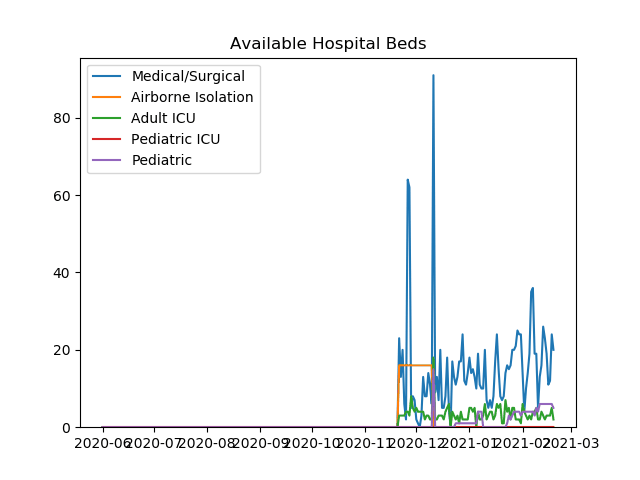 Available Hospital Beds
Medical/Surgical
Airborne Isolation
Adult ICU
Pediatric ICU
Pediatric
80
60
40
20
0
2020-06 2020-07 2020-08 2020-09 2020-10 2020-11 2020-12 2021-01 2021-02 2021-03